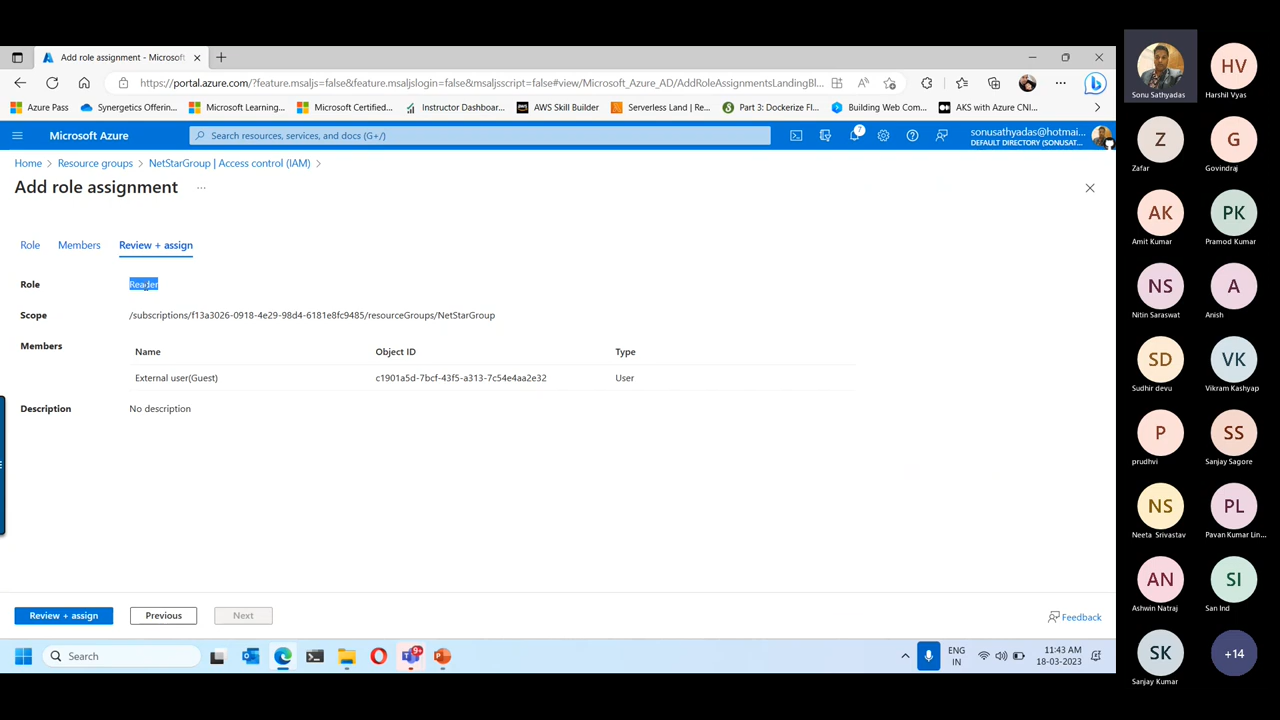 Add role assignment - Microsoft
https://portal.azure.com/?feature.msaljs=false&feature.msaljslogin=false&msaljsscript=false#view/Microsoft_Azure_AD/AddRoleAssignmentsLandingBl...
Azure Pass
Synergetics Offering...
Microsoft Learning...
Microsoft Certified...
Instructor Dashboar...
AWS Skill Builder
Serverless Land | Re...
Part 3: Dockerize Fl...
Building Web Com...
AKS with Azure CNI...
Microsoft Azure
Search resources, services, and docs (G+/)
7
sonusathyadas@hotmai...
DEFAULT DIRECTORY (SONUSAT...
Home > Resource groups > NetStarGroup | Access control (IAM) >
Add role assignment ...
Role Members Review + assign
Role Reader
Scope /subscriptions/f13a3026-0918-4e29-98d4-6181e8fc9485/resourceGroups/NetStarGroup
Members
Name Object ID Type
External user(Guest) c1901a5d-7bcf-43f5-a313-7c54e4aa2e32 User
Description No description
Review + assign Previous Next
Feedback
Search
9+
ENG
IN
11:43 AM
18-03-2023
Sonu Sathyadas
HV
Harshil Vyas
Z
Zafar
G
Govindraj
AK
Amit Kumar
PK
Pramod Kumar
NS
Nitin Saraswat
A
Anish
SD
Sudhir devu
VK
Vikram Kashyap
P
prudhvi
SS
Sanjay Sagore
NS
Neeta Srivastav
PL
Pavan Kumar Lin...
AN
Ashwin Natraj
SI
San Ind
SK
Sanjay Kumar
+14